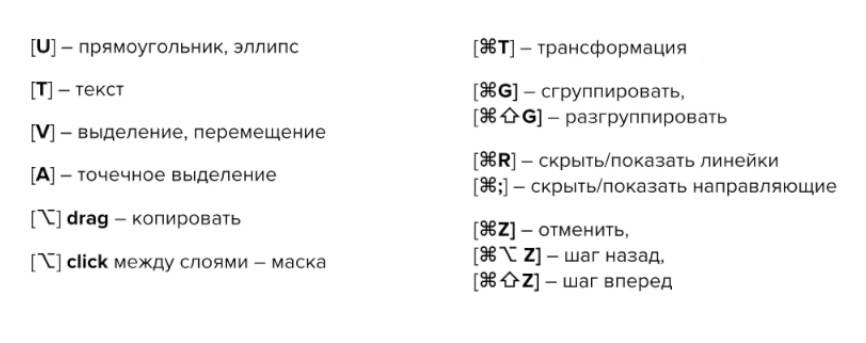 [U] – прямоугольник, эллипс
[T] – текст
[V] – выделение, перемещение
[A] – точечное выделение
[⌥] drag – копировать
[⌥] click между слоями – маска
[⌘T] – трансформация
[⌘G] – сгруппировать,
[⌘⇧G] – разгруппировать
[⌘R] – скрыть/показать линейки
[⌘;] – скрыть/показать направляющие
[⌘Z] – отменить,
[⌘⌥ Z] – шаг назад,
[⌘⇧Z] – шаг вперед